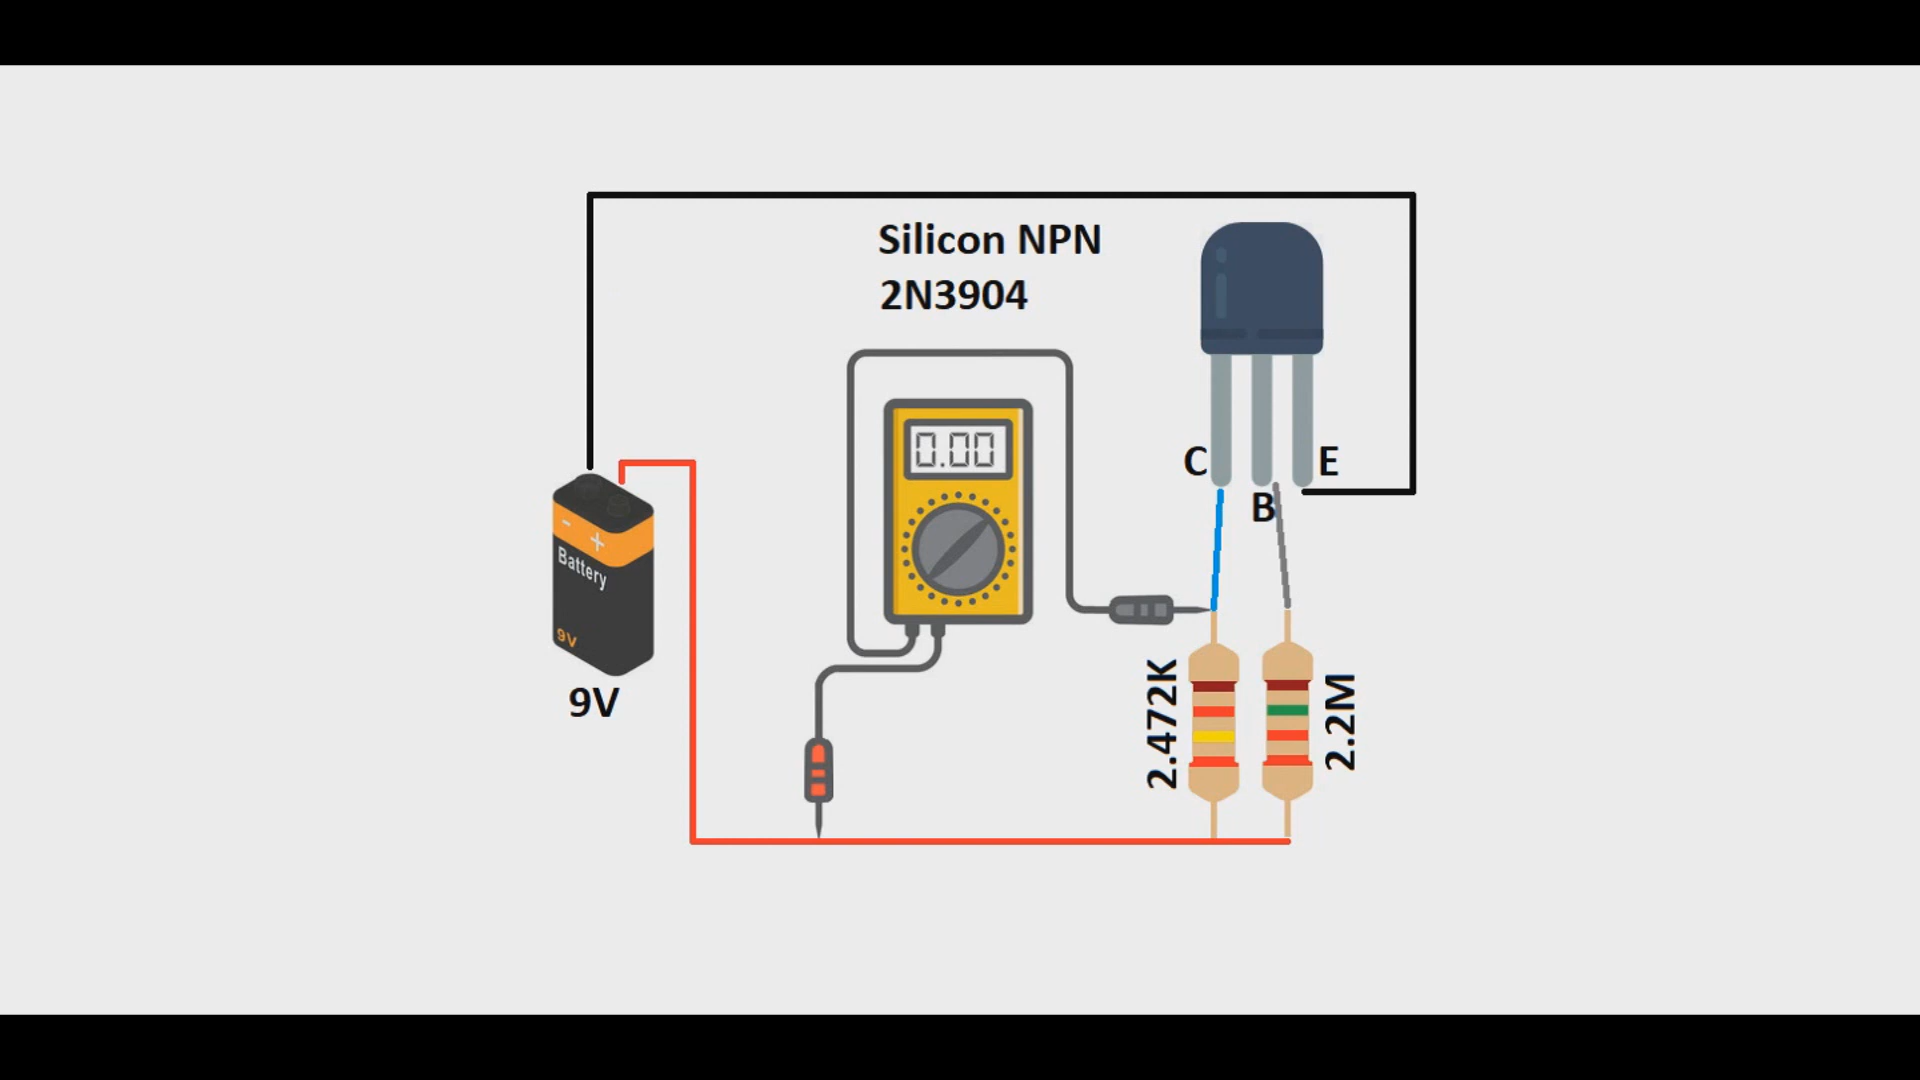 Silicon NPN
2N3904
0.00
C
E
B
-
+
Battery
9V
9V
2.472K
2.2M